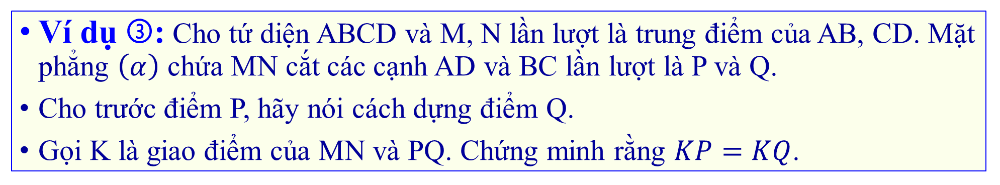 • Ví dụ ③: Cho tứ diện ABCD và M, N lần lượt là trung điểm của AB, CD. Mặt
phẳng (α) chứa MN cắt các cạnh AD và BC lần lượt là P và Q.
• Cho trước điểm P, hãy nói cách dựng điểm Q.
• Gọi K là giao điểm của MN và PQ. Chứng minh rằng KP = KQ.